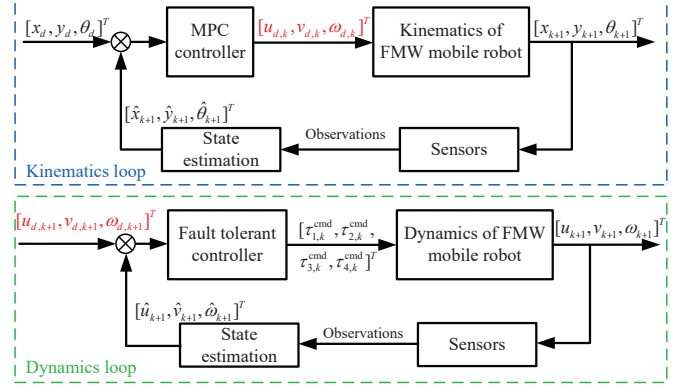 [x_d, y_d, θ_d]^T
MPC
controller
[u_{d,k}, v_{d,k}, ω_{d,k}]^T
Kinematics of
FMW mobile robot
[x_{k+1}, y_{k+1}, θ_{k+1}]^T
[x̂_{k+1}, ŷ_{k+1}, θ̂_{k+1}]^T
State
estimation
Observations
Sensors
Kinematics loop
[u_{d,k+1}, v_{d,k+1}, ω_{d,k+1}]^T
Fault tolerant
controller
[τ_{1,k}^{cmd}, τ_{2,k}^{cmd},
τ_{3,k}^{cmd}, τ_{4,k}^{cmd}]^T
Dynamics of FMW
mobile robot
[u_{k+1}, v_{k+1}, ω_{k+1}]^T
[û_{k+1}, v̂_{k+1}, ω̂_{k+1}]^T
State
estimation
Observations
Sensors
Dynamics loop